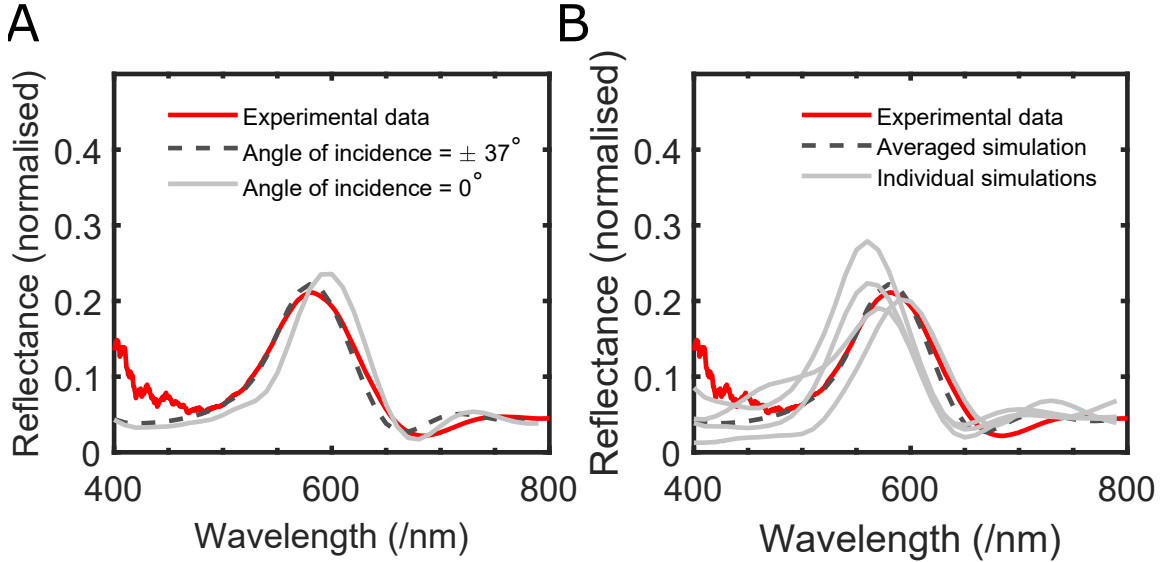 A
Reflectance (normalised)
0.4
0.3
0.2
0.1
0
400
600
800
Wavelength (/nm)
Experimental data
Angle of incidence = ± 37°
Angle of incidence = 0°
B
Reflectance (normalised)
0.4
0.3
0.2
0.1
0
400
600
800
Wavelength (/nm)
Experimental data
Averaged simulation
Individual simulations